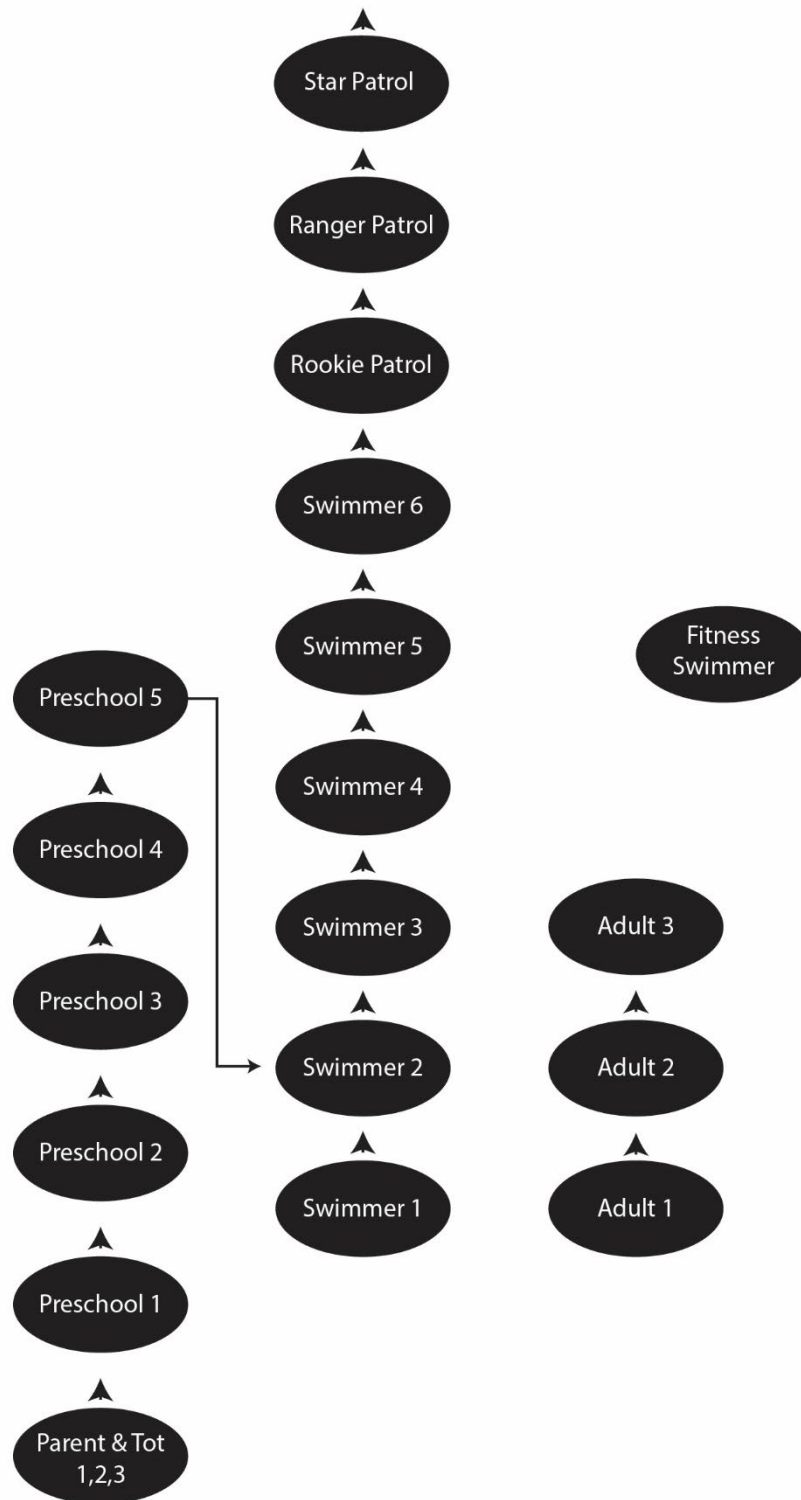 Star Patrol
Ranger Patrol
Rookie Patrol
Swimmer 6
Swimmer 5
Fitness
Swimmer
Preschool 5
Swimmer 4
Preschool 4
Swimmer 3
Adult 3
Preschool 3
Swimmer 2
Adult 2
Preschool 2
Swimmer 1
Adult 1
Preschool 1
Parent & Tot
1,2,3